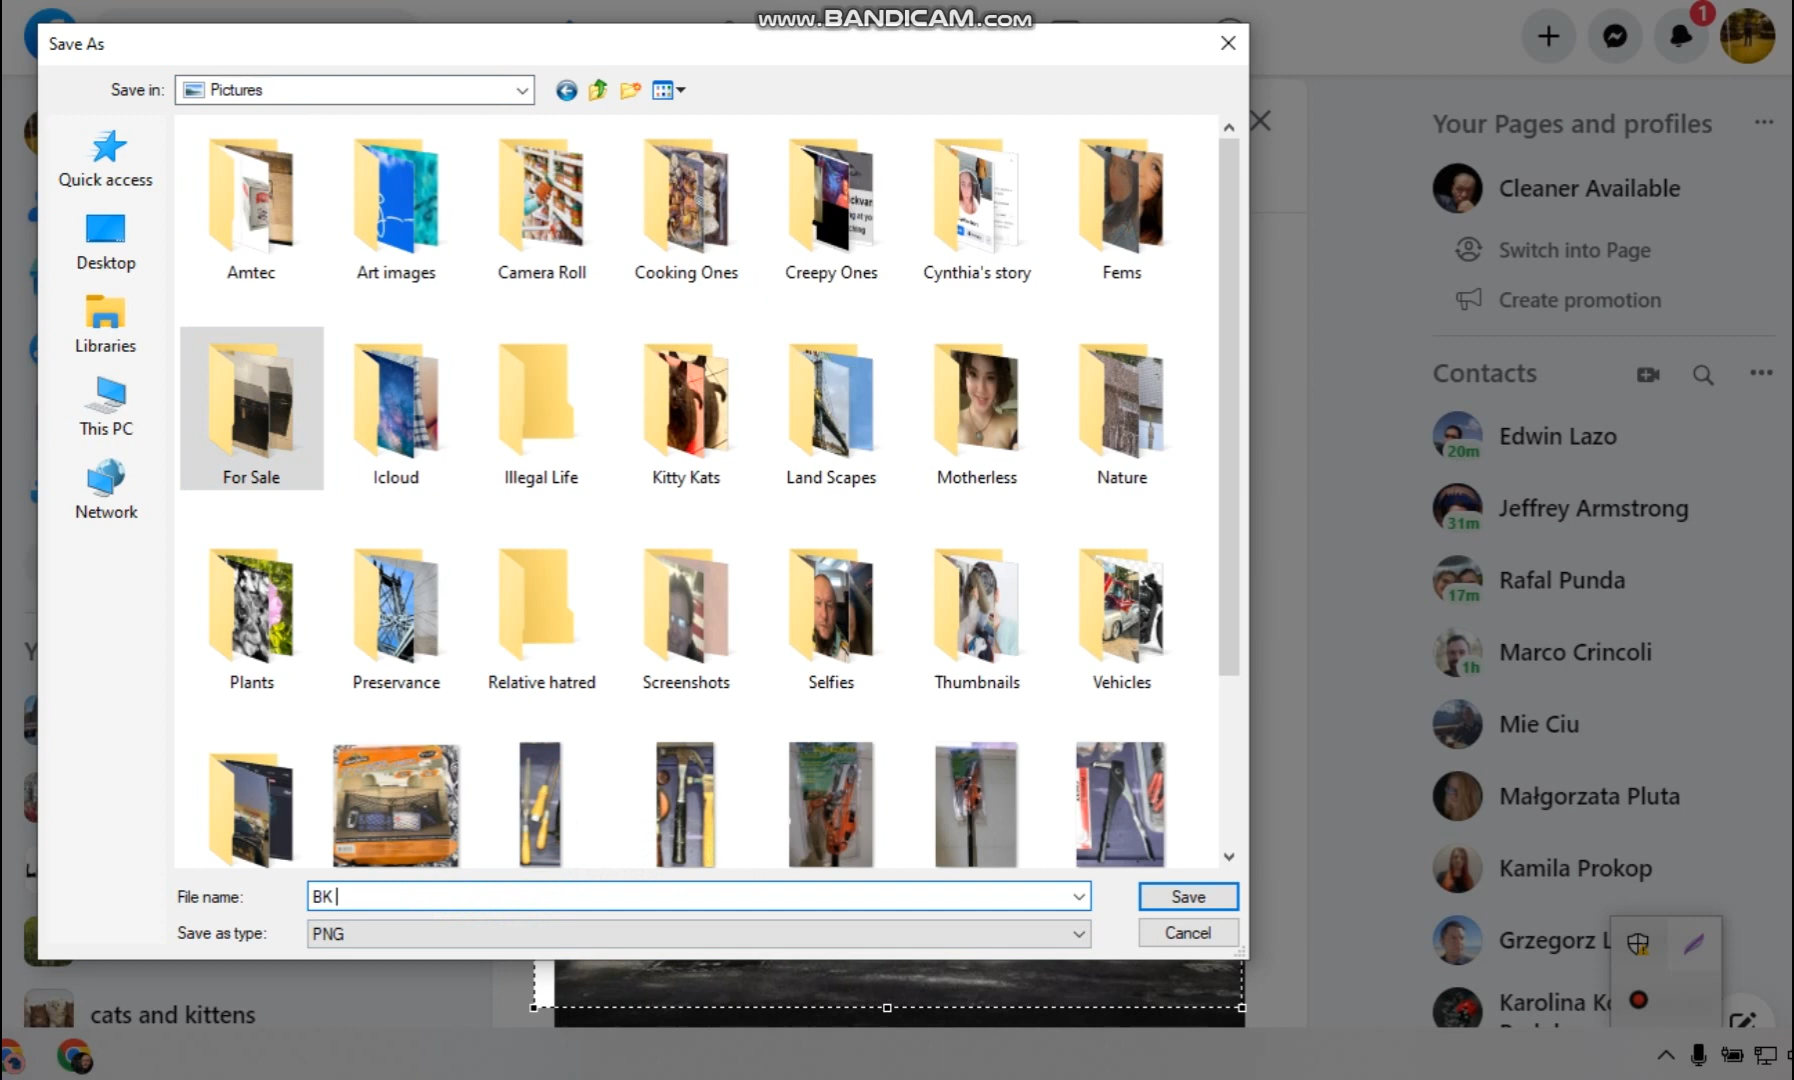 www.BANDICAM.com
Save As
1
Save in:
Pictures
Your Pages and profiles
Quick access
Cleaner Available
Desktop
Amtec
Art images
Camera Roll
Cooking Ones
Creepy Ones
Cynthia's story
Fems
Switch into Page
Create promotion
Libraries
Contacts
This PC
Edwin Lazo
20m
For Sale
Icloud
Illegal Life
Kitty Kats
Land Scapes
Motherless
Nature
Network
Jeffrey Armstrong
31m
Rafal Punda
17m
Marco Crincoli
1h
Plants
Preservance
Relative hatred
Screenshots
Selfies
Thumbnails
Vehicles
Mie Ciu
Małgorzata Pluta
Kamila Prokop
File name:
BK
Save
Save as type:
PNG
Cancel
Grzegorz L
Karolina Ko
cats and kittens